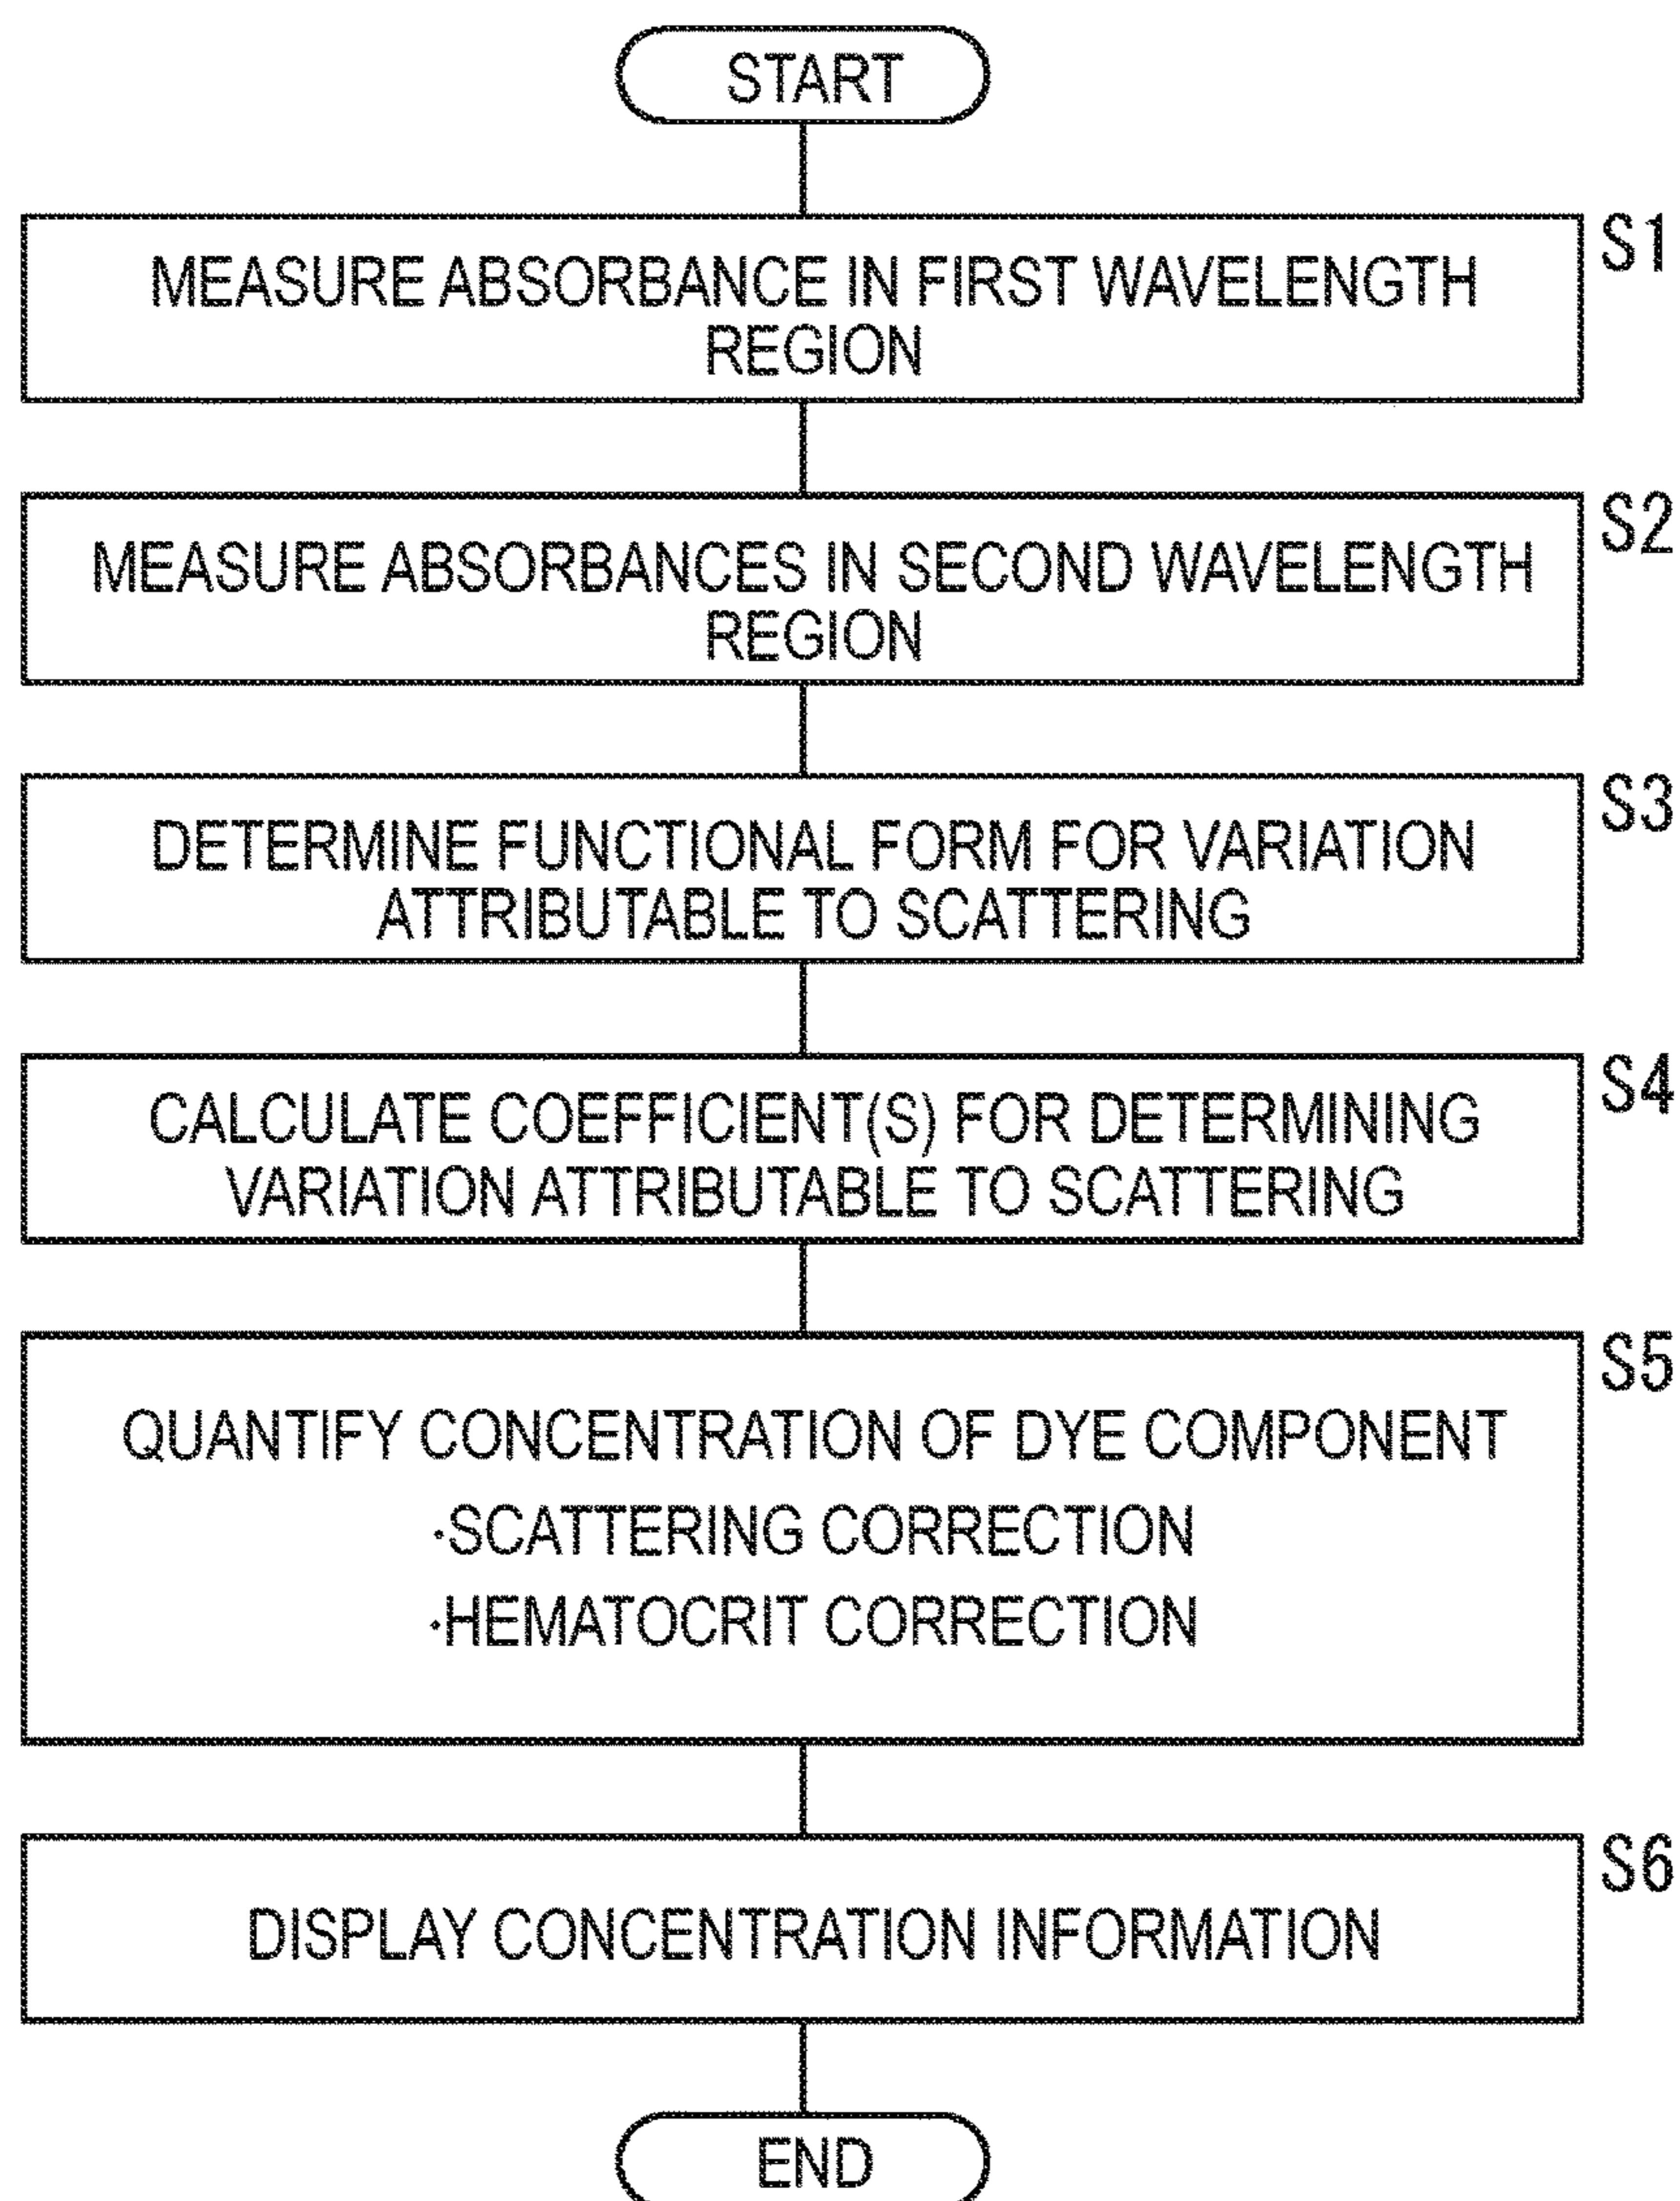 START
S1
MEASURE ABSORBANCE IN FIRST WAVELENGTH
REGION
S2
MEASURE ABSORBANCES IN SECOND WAVELENGTH
REGION
S3
DETERMINE FUNCTIONAL FORM FOR VARIATION
ATTRIBUTABLE TO SCATTERING
S4
CALCULATE COEFFICIENT(S) FOR DETERMINING
VARIATION ATTRIBUTABLE TO SCATTERING
S5
QUANTIFY CONCENTRATION OF DYE COMPONENT
·SCATTERING CORRECTION
·HEMATOCRIT CORRECTION
S6
DISPLAY CONCENTRATION INFORMATION
END